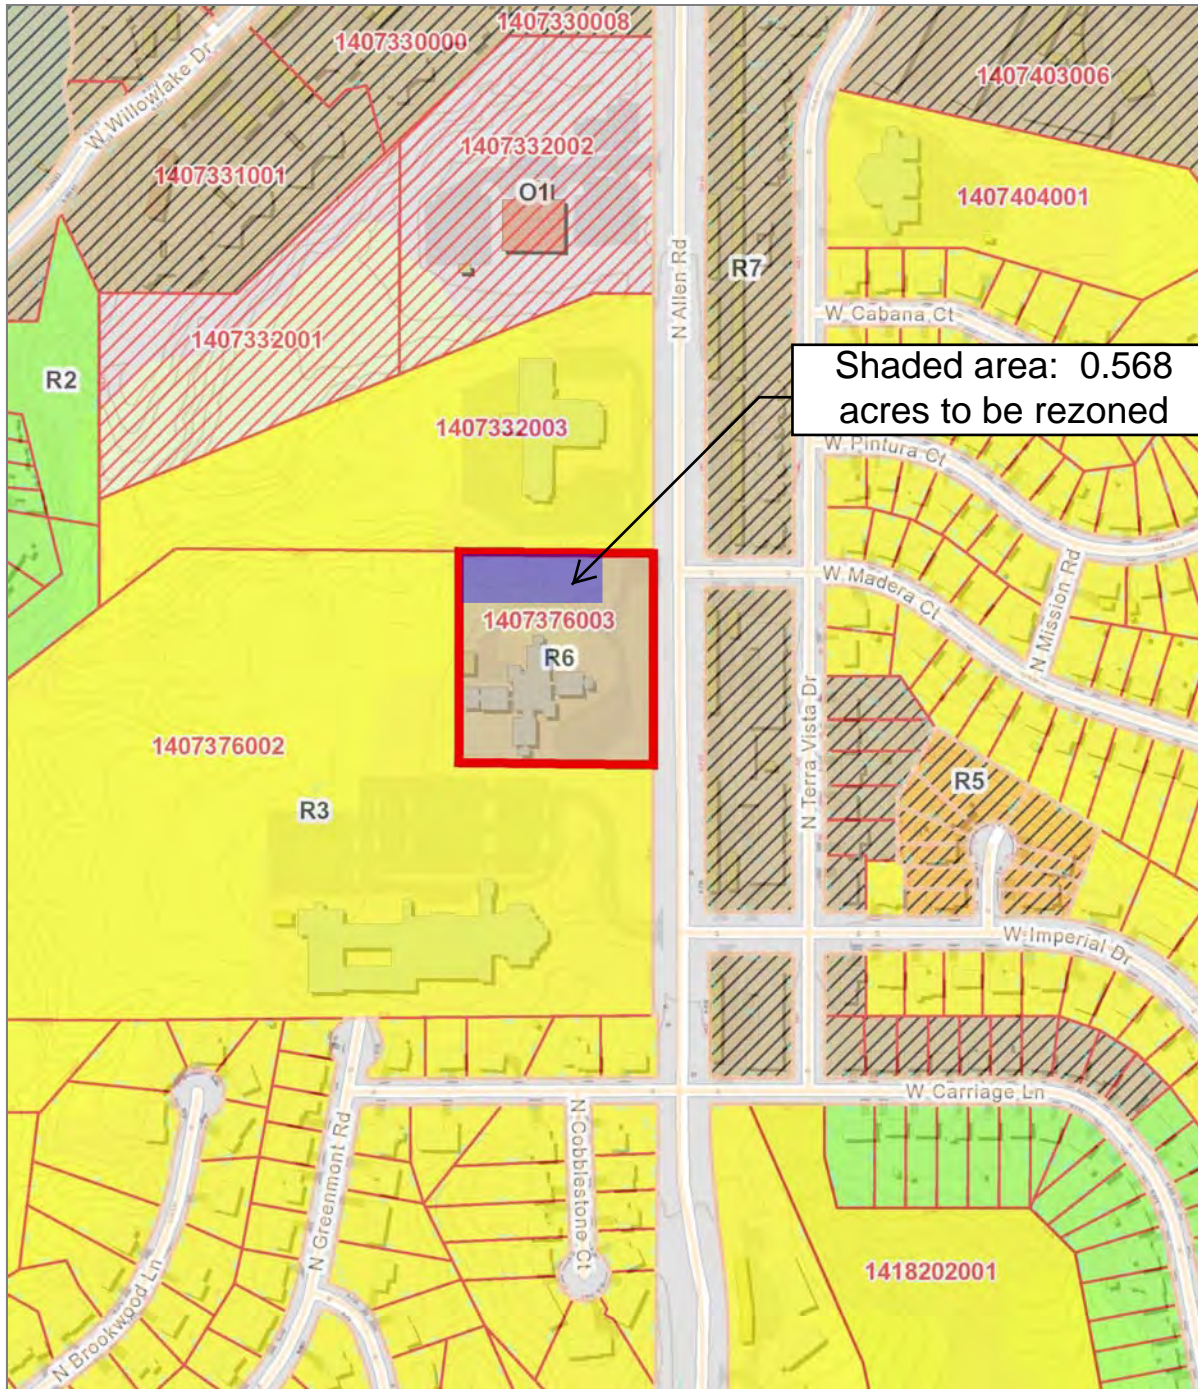 1407330008
1407330000
W Willowlake Dr
1407403006
1407332002
1407331001
O1
1407404001
N Allen Rd
R7
W Cabana Ct
1407332001
R2
Shaded area: 0.568
acres to be rezoned
1407332003
W Pintura Ct
W Madera Ct
N Mission Rd
1407376003
R6
N Terra Vista Dr
1407376002
R5
R3
W Imperial Dr
W Carriage Ln
N Greenmont Rd
N Cobblestone Ct
N Brookwood Ln
1418202001